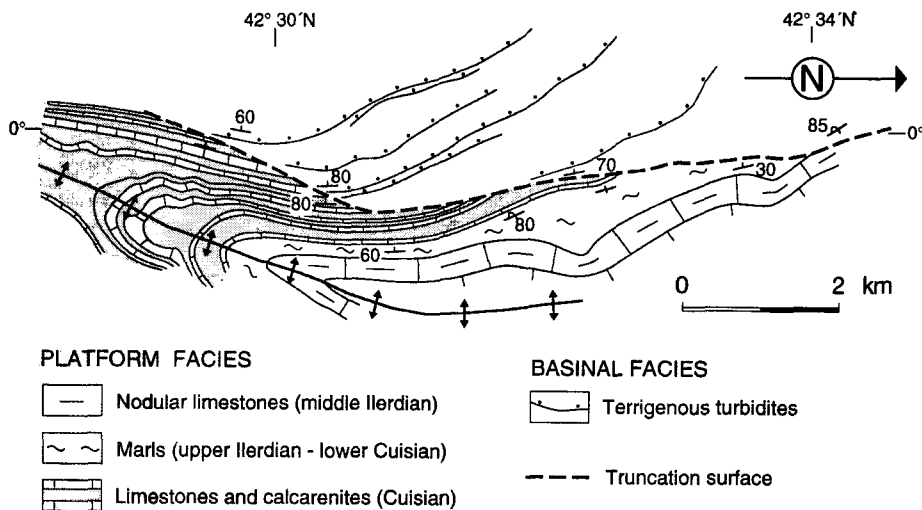 42° 30´N
42° 34´N
N
0°
0°
60
80
80
70
80
60
30
85
0 2 km
PLATFORM FACIES
Nodular limestones (middle Ilerdian)
Marls (upper Ilerdian - lower Cuisian)
Limestones and calcarenites (Cuisian)
BASINAL FACIES
Terrigenous turbidites
Truncation surface